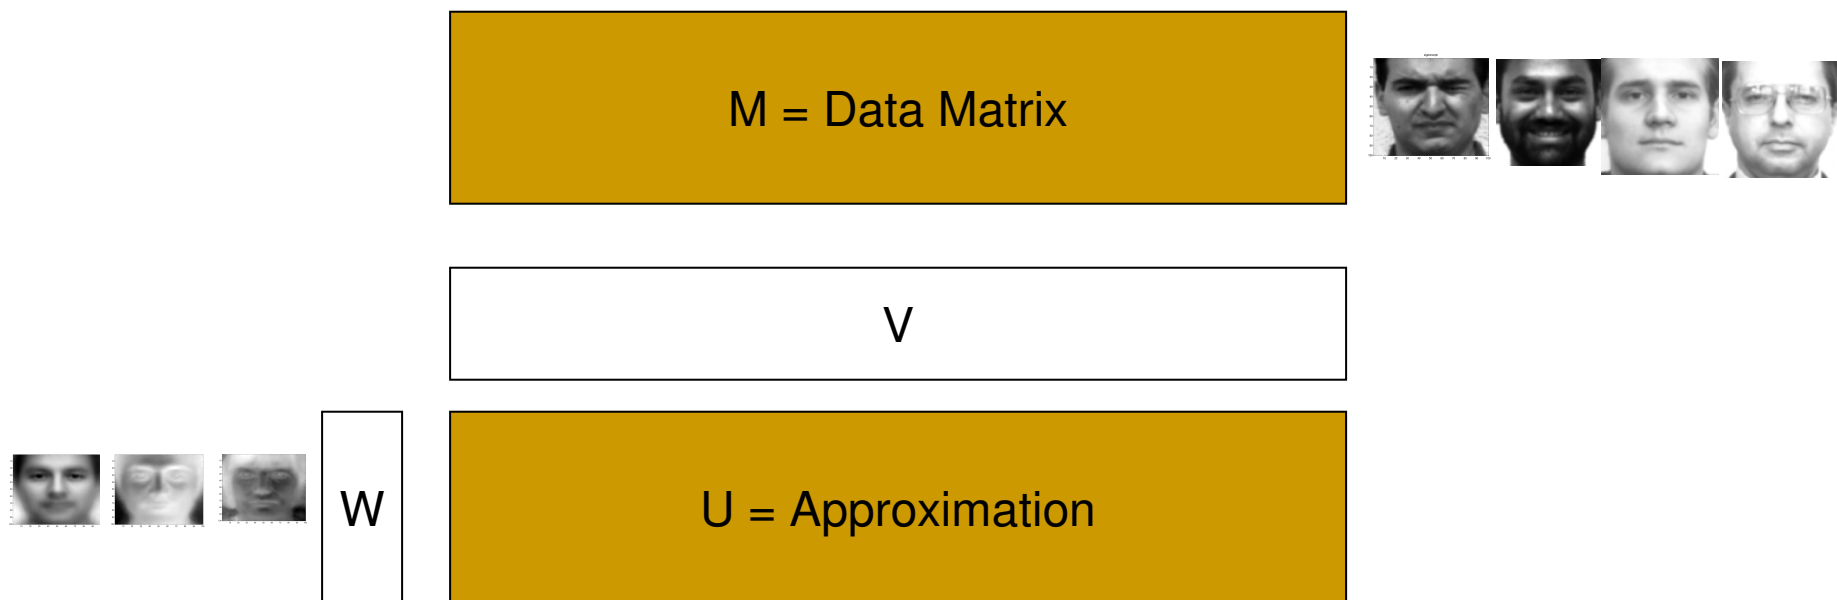 M = Data Matrix
V
W
U = Approximation